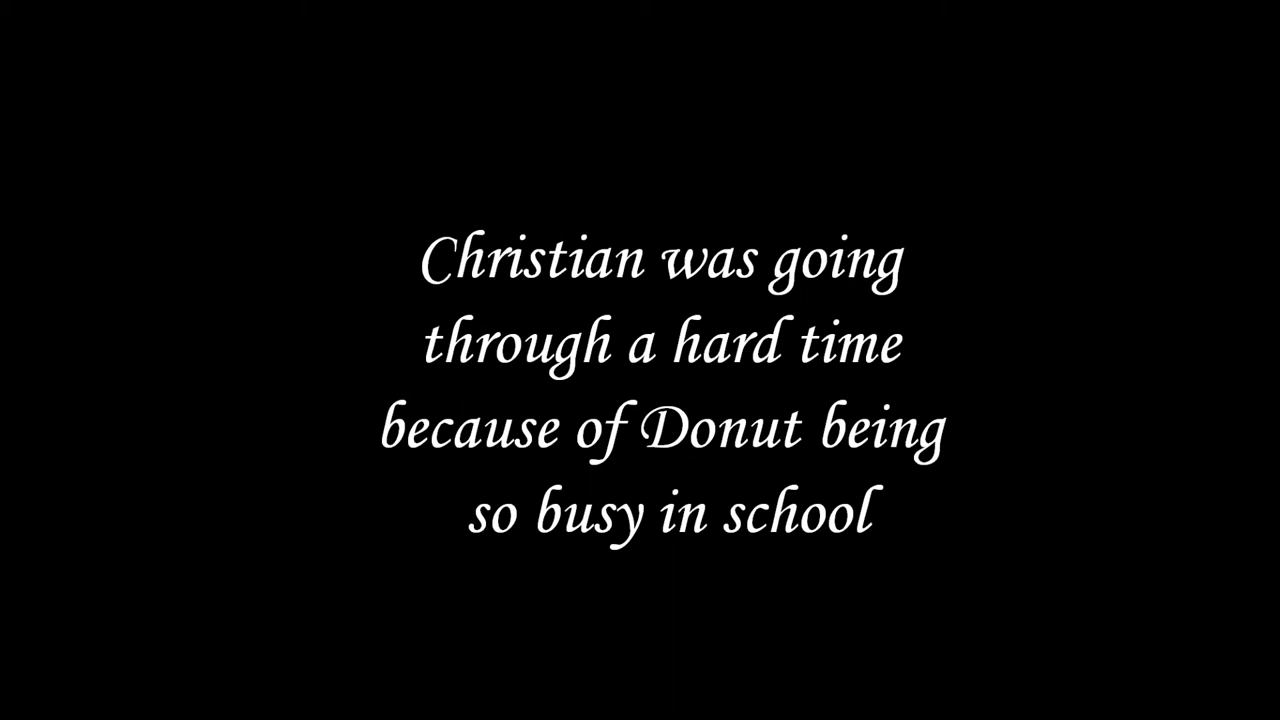 Christian was going
through a hard time
because of Donut being
so busy in school